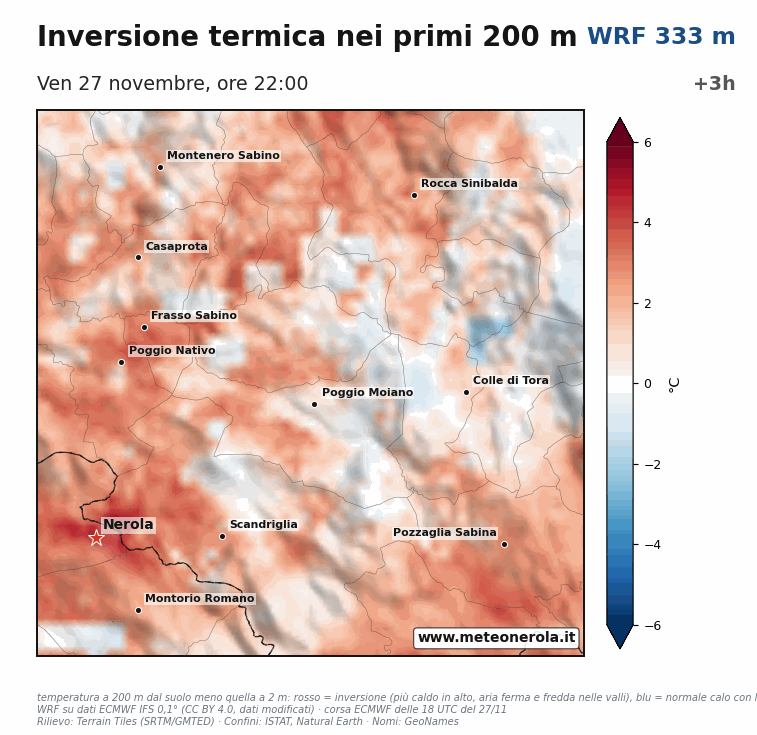 Inversione termica nei primi 200 m WRF 333 m
Ven 27 novembre, ore 22:00 +3h
Montenero Sabino
Rocca Sinibalda
Casaprota
Frasso Sabino
Poggio Nativo
Colle di Tora
Poggio Moiano
Nerola
Scandriglia
Pozzaglia Sabina
Montorio Romano
www.meteonerola.it
6
4
2
0
−2
−4
−6
°C
temperatura a 200 m dal suolo meno quella a 2 m: rosso = inversione (più caldo in alto, aria ferma e fredda nelle valli), blu = normale calo con l
WRF su dati ECMWF IFS 0,1° (CC BY 4.0, dati modificati) · corsa ECMWF delle 18 UTC del 27/11
Rilievo: Terrain Tiles (SRTM/GMTED) · Confini: ISTAT, Natural Earth · Nomi: GeoNames